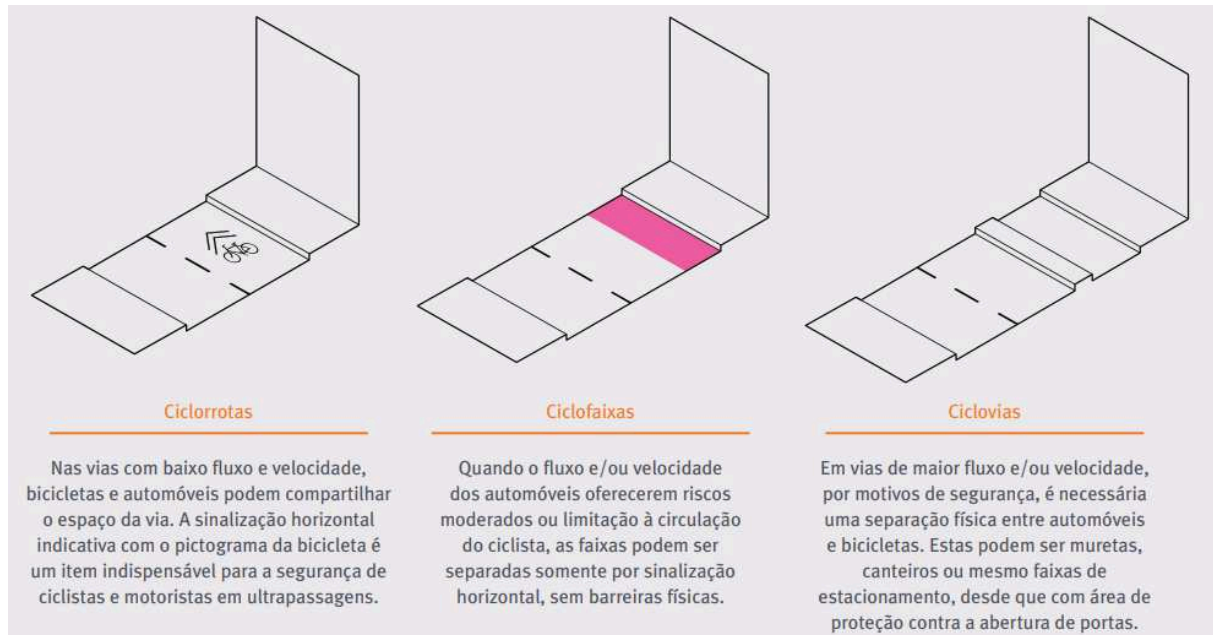 Ciclorrotas
Nas vias com baixo fluxo e velocidade,
bicicletas e automóveis podem compartilhar
o espaço da via. A sinalização horizontal
indicativa com o pictograma da bicicleta é
um item indispensável para a segurança de
ciclistas e motoristas em ultrapassagens.
Ciclofaixas
Quando o fluxo e/ou velocidade
dos automóveis oferecerem riscos
moderados ou limitação à circulação
do ciclista, as faixas podem ser
separadas somente por sinalização
horizontal, sem barreiras físicas.
Ciclovias
Em vias de maior fluxo e/ou velocidade,
por motivos de segurança, é necessária
uma separação física entre automóveis
e bicicletas. Estas podem ser muretas,
canteiros ou mesmo faixas de
estacionamento, desde que com área de
proteção contra a abertura de portas.